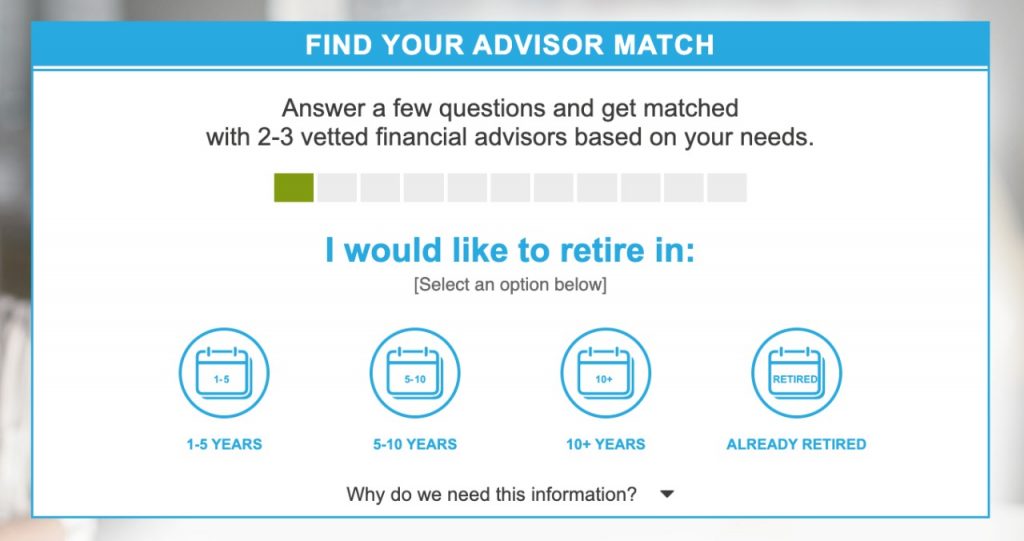 FIND YOUR ADVISOR MATCH
Answer a few questions and get matched
with 2-3 vetted financial advisors based on your needs.
I would like to retire in:
[Select an option below]
1-5
5-10
10+
RETIRED
1-5 YEARS
5-10 YEARS
10+ YEARS
ALREADY RETIRED
Why do we need this information?